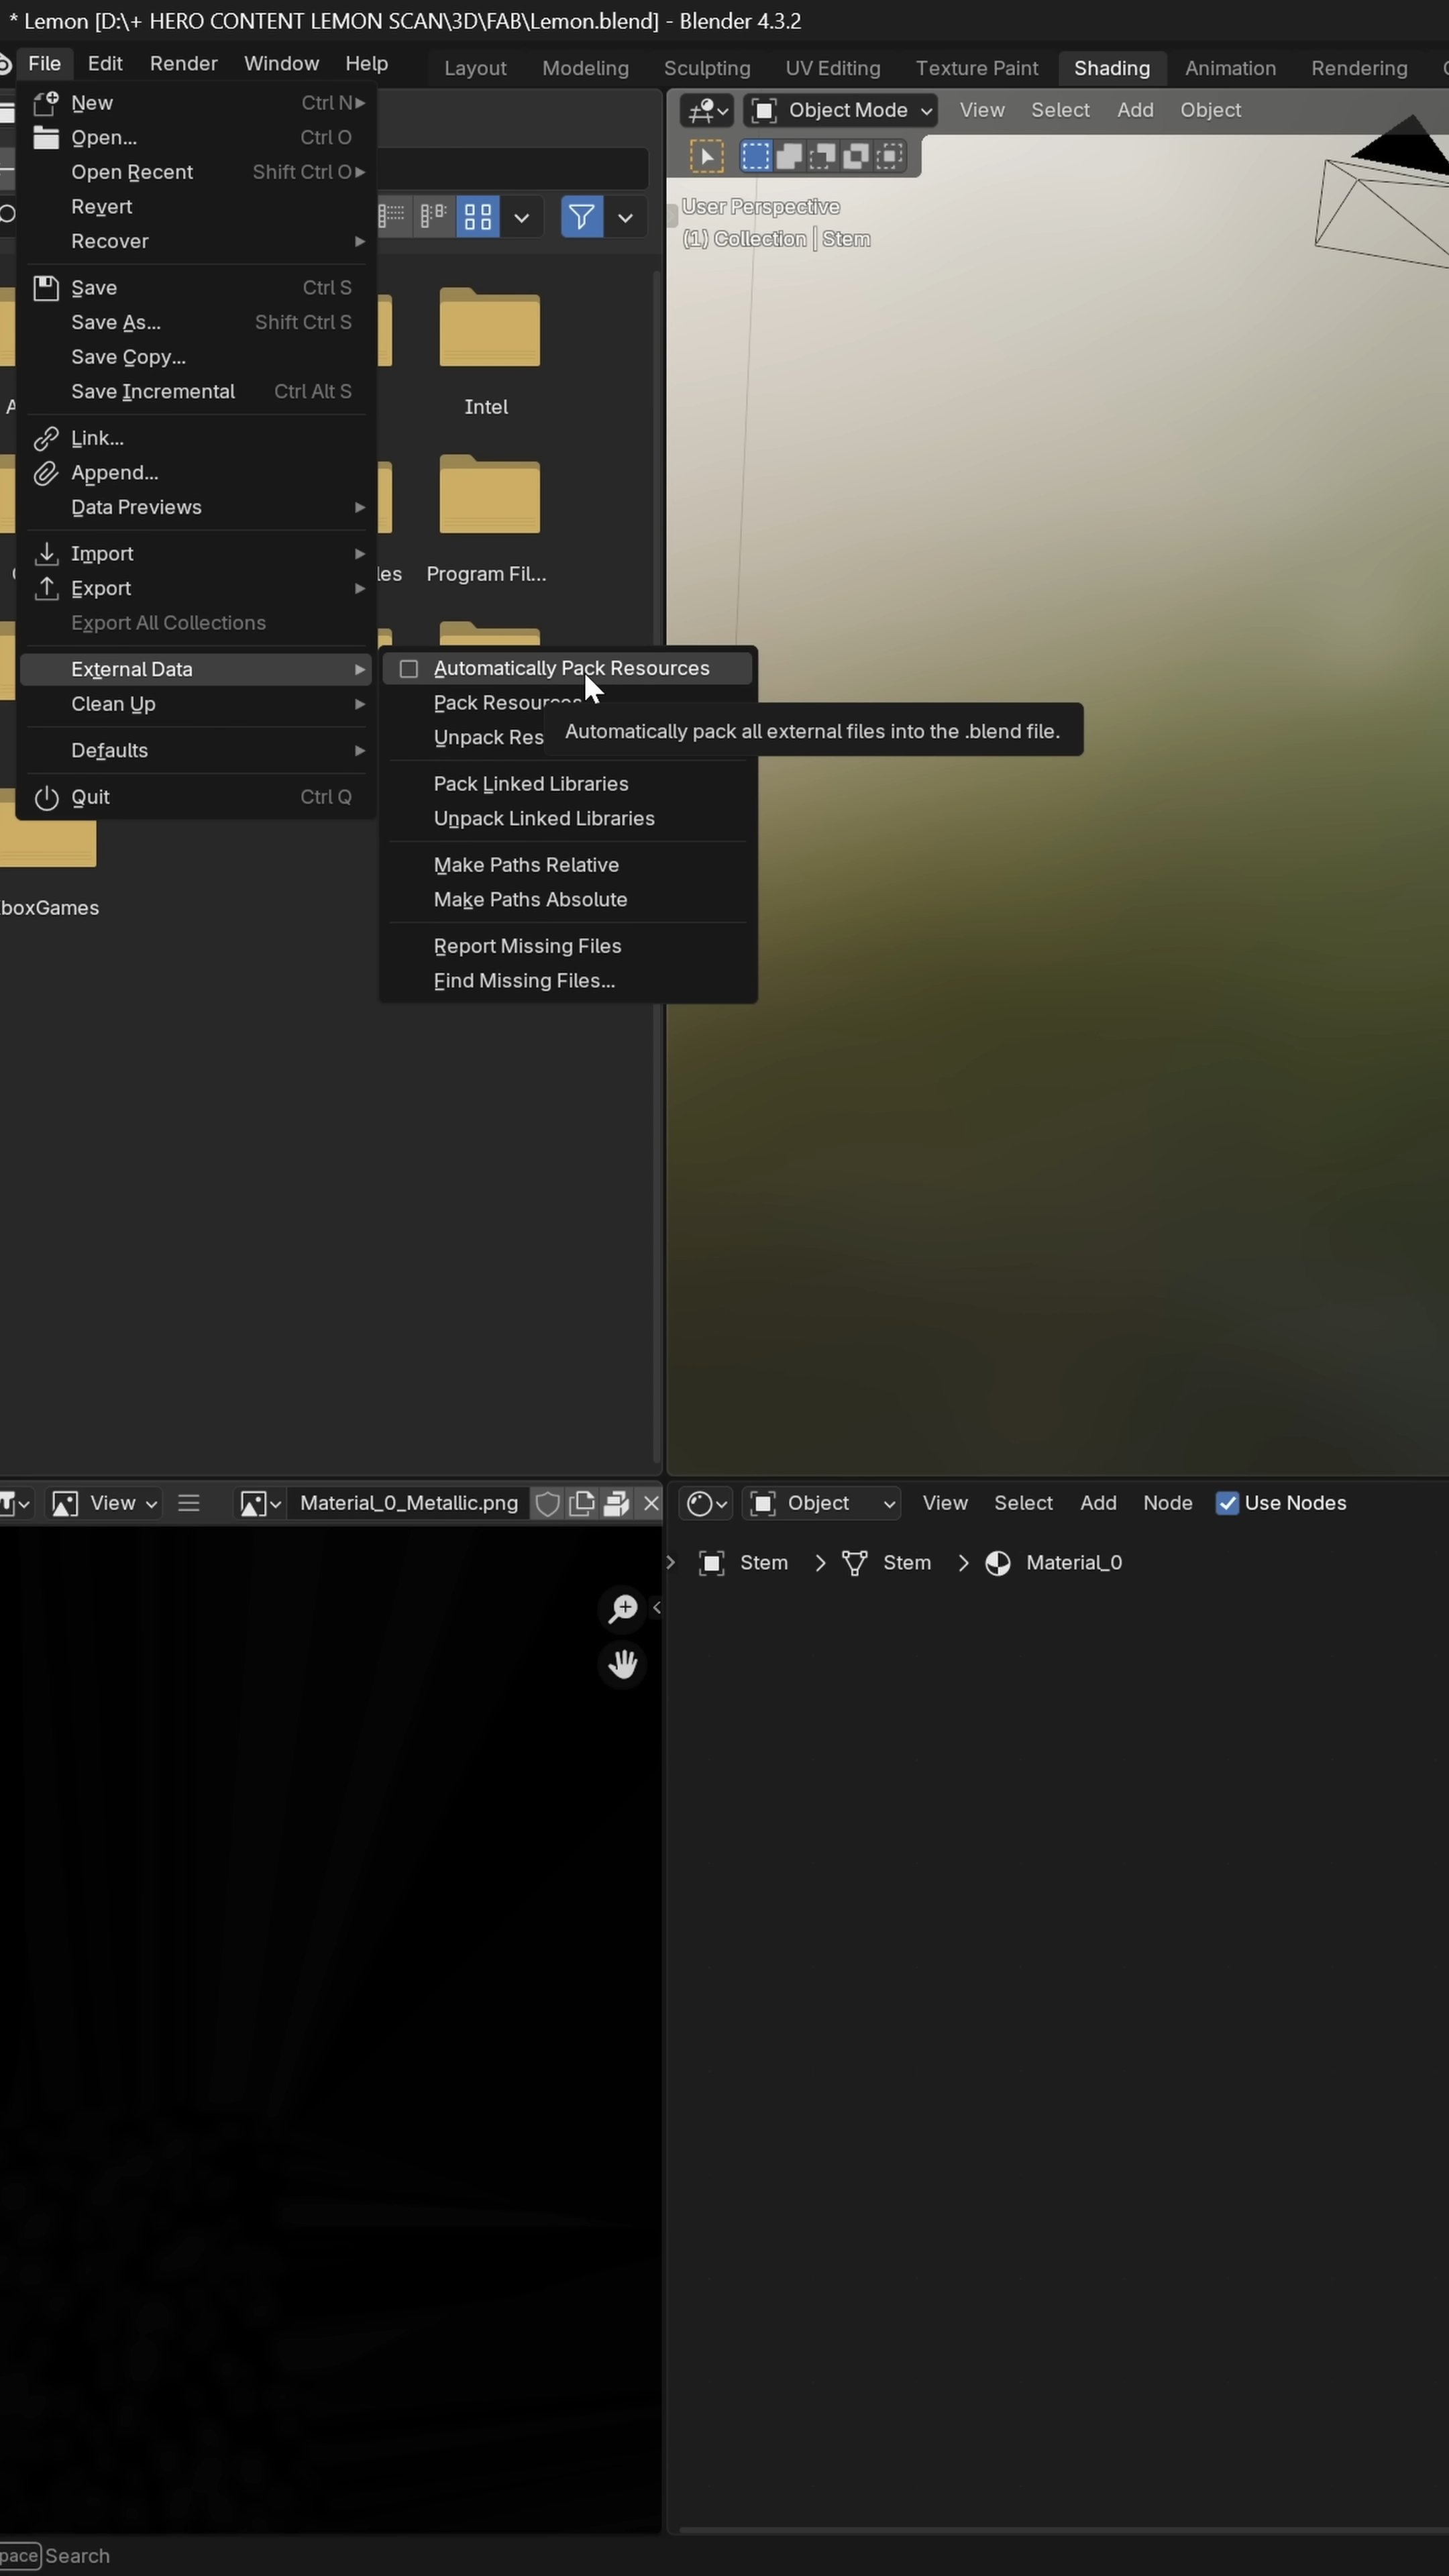 * Lemon [D:\+ HERO CONTENT LEMON SCAN\3D\FAB\Lemon.blend] - Blender 4.3.2
File Edit Render Window Help Layout Modeling Sculpting UV Editing Texture Paint Shading Animation Rendering
New Ctrl N
Open... Ctrl O
Open Recent Shift Ctrl O
Revert
Recover
Save Ctrl S
Save As... Shift Ctrl S
Save Copy...
Save Incremental Ctrl Alt S
Link...
Append...
Data Previews
Import
Export
Export All Collections
External Data
Clean Up
Defaults
Quit Ctrl Q
Intel
les Program Fil...
boxGames
Automatically Pack Resources
Pack Resources
Unpack Res
Automatically pack all external files into the .blend file.
Pack Linked Libraries
Unpack Linked Libraries
Make Paths Relative
Make Paths Absolute
Report Missing Files
Find Missing Files...
Object Mode View Select Add Object
User Perspective
(1) Collection | Stem
View Material_0_Metallic.png
Object View Select Add Node Use Nodes
Stem Stem Material_0
pace Search